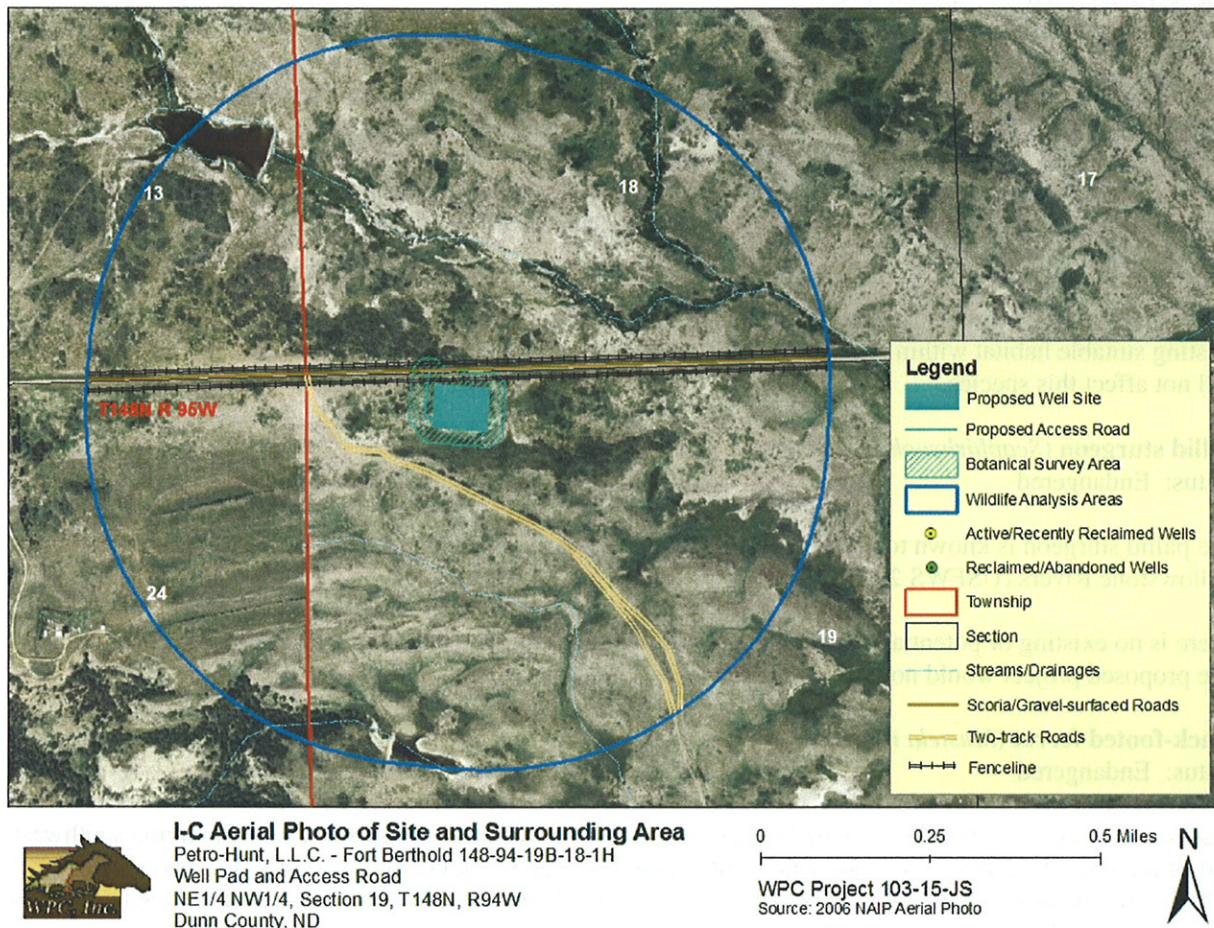 13
18
17
T148N R 95W
24
19
Legend
Proposed Well Site
Proposed Access Road
Botanical Survey Area
Wildlife Analysis Areas
Active/Recently Reclaimed Wells
Reclaimed/Abandoned Wells
Township
Section
Streams/Drainages
Scoria/Gravel-surfaced Roads
Two-track Roads
Fenceline
I-C Aerial Photo of Site and Surrounding Area
Petro-Hunt, L.L.C. - Fort Berthold 148-94-19B-18-1H
Well Pad and Access Road
NE1/4 NW1/4, Section 19, T148N, R94W
Dunn County, ND
WPC, Inc.
0 0.25 0.5 Miles
WPC Project 103-15-JS
Source: 2006 NAIP Aerial Photo
N